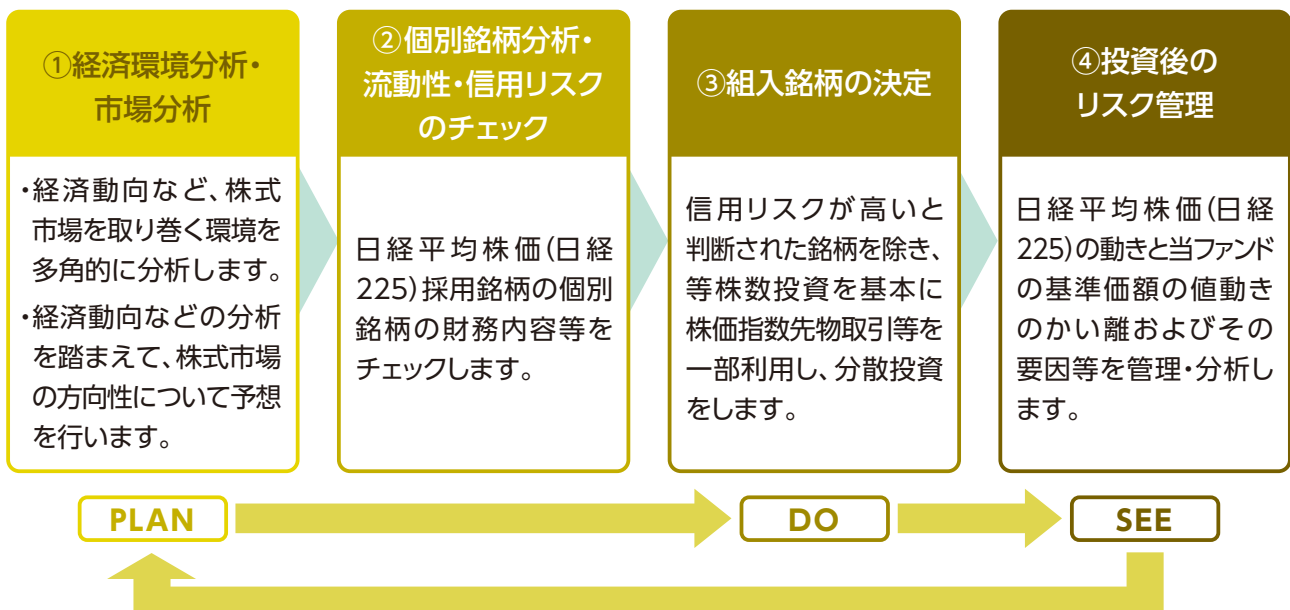 ①経済環境分析・
市場分析
・経済動向など、株式
市場を取り巻く環境を
多角的に分析します。
・経済動向などの分析
を踏まえて、株式市場
の方向性について予想
を行います。
②個別銘柄分析・
流動性・信用リスク
のチェック
日経平均株価(日経
225)採用銘柄の個別
銘柄の財務内容等を
チェックします。
③組入銘柄の決定
信用リスクが高いと
判断された銘柄を除き、
等株数投資を基本に
株価指数先物取引等を
一部利用し、分散投資
をします。
④投資後の
リスク管理
日経平均株価(日経
225)の動きと当ファンド
の基準価額の値動き
のかい離およびその
要因等を管理・分析し
ます。
PLAN
DO
SEE